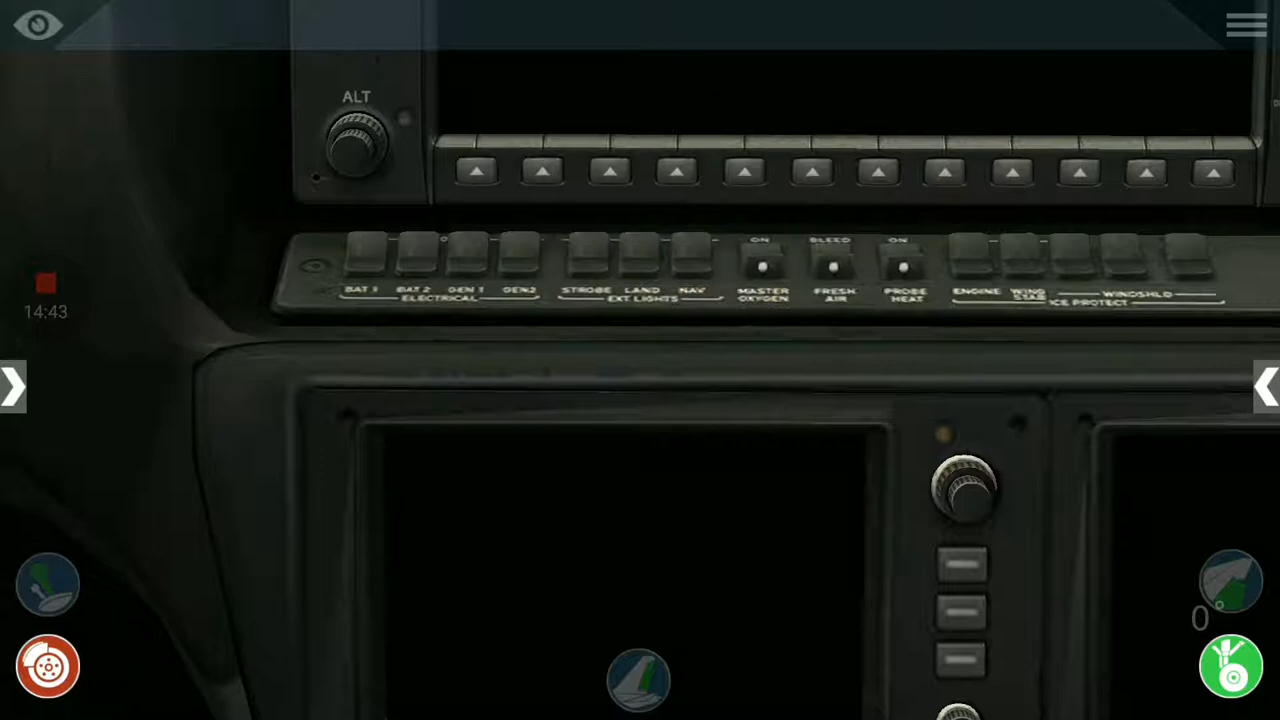 ALT
ON BLEED ON
BAT 1 BAT 2 GEN 1 GEN2 STROBE LAND NAV MASTER OXYGEN FRESH AIR PROBE HEAT ENGINE WING STAB WINDSHLD
ELECTRICAL EXT LIGHTS ICE PROTECT
14:43
0°